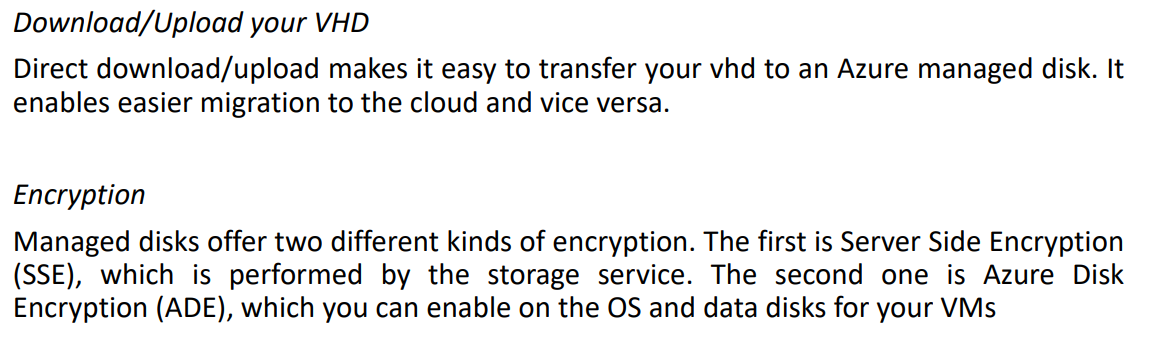 Download/Upload your VHD
Direct download/upload makes it easy to transfer your vhd to an Azure managed disk. It
enables easier migration to the cloud and vice versa.
Encryption
Managed disks offer two different kinds of encryption. The first is Server Side Encryption
(SSE), which is performed by the storage service. The second one is Azure Disk
Encryption (ADE), which you can enable on the OS and data disks for your VMs